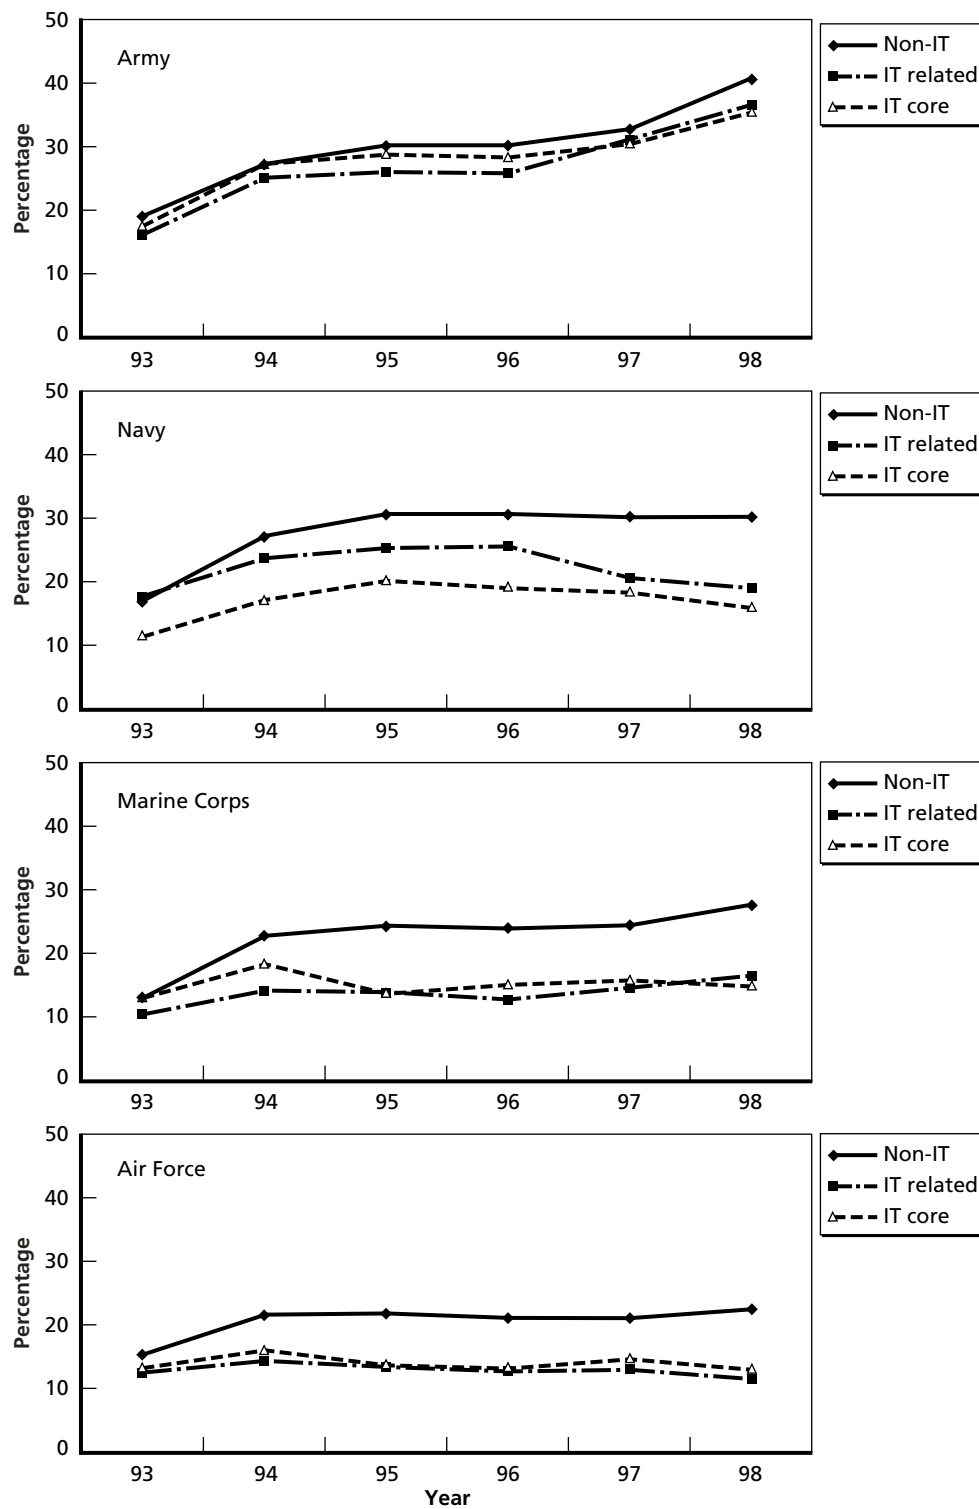 50
40
30
20
10
0
Percentage
Army
93 94 95 96 97 98
Non-IT
IT related
IT core
50
40
30
20
10
0
Percentage
Navy
93 94 95 96 97 98
Non-IT
IT related
IT core
50
40
30
20
10
0
Percentage
Marine Corps
93 94 95 96 97 98
Non-IT
IT related
IT core
50
40
30
20
10
0
Percentage
Air Force
93 94 95 96 97 98
Year
Non-IT
IT related
IT core